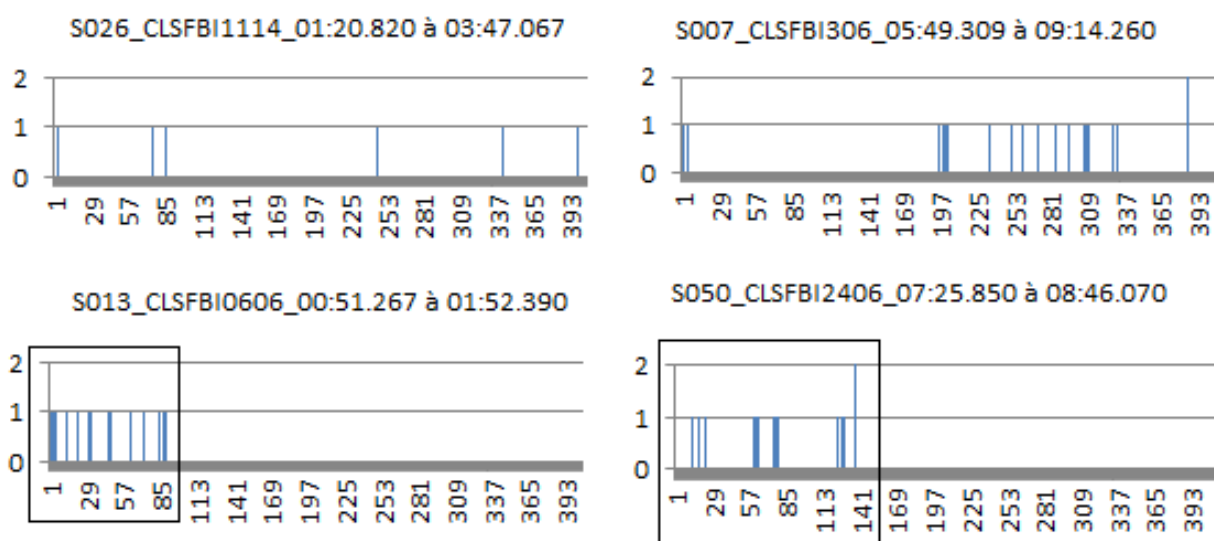 S026_CLSFBI1114_01:20.820 à 03:47.067
2
1
0
1 29 57 85 113 141 169 197 225 253 281 309 337 365 393
S007_CLSFBI306_05:49.309 à 09:14.260
2
1
0
1 29 57 85 113 141 169 197 225 253 281 309 337 365 393
S013_CLSFBI0606_00:51.267 à 01:52.390
2
1
0
1 29 57 85 113 141 169 197 225 253 281 309 337 365 393
S050_CLSFBI2406_07:25.850 à 08:46.070
2
1
0
1 29 57 85 113 141 169 197 225 253 281 309 337 365 393